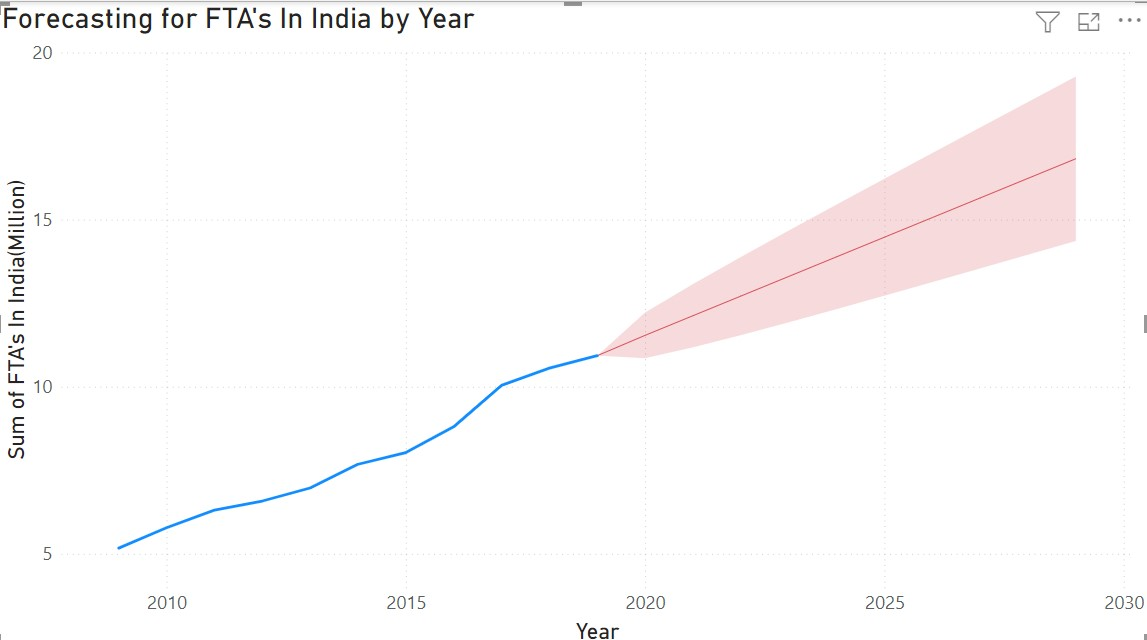 Forecasting for FTA's In India by Year
Sum of FTA's In India(Million)
20
15
10
5
2010 2015 2020 2025 2030
Year